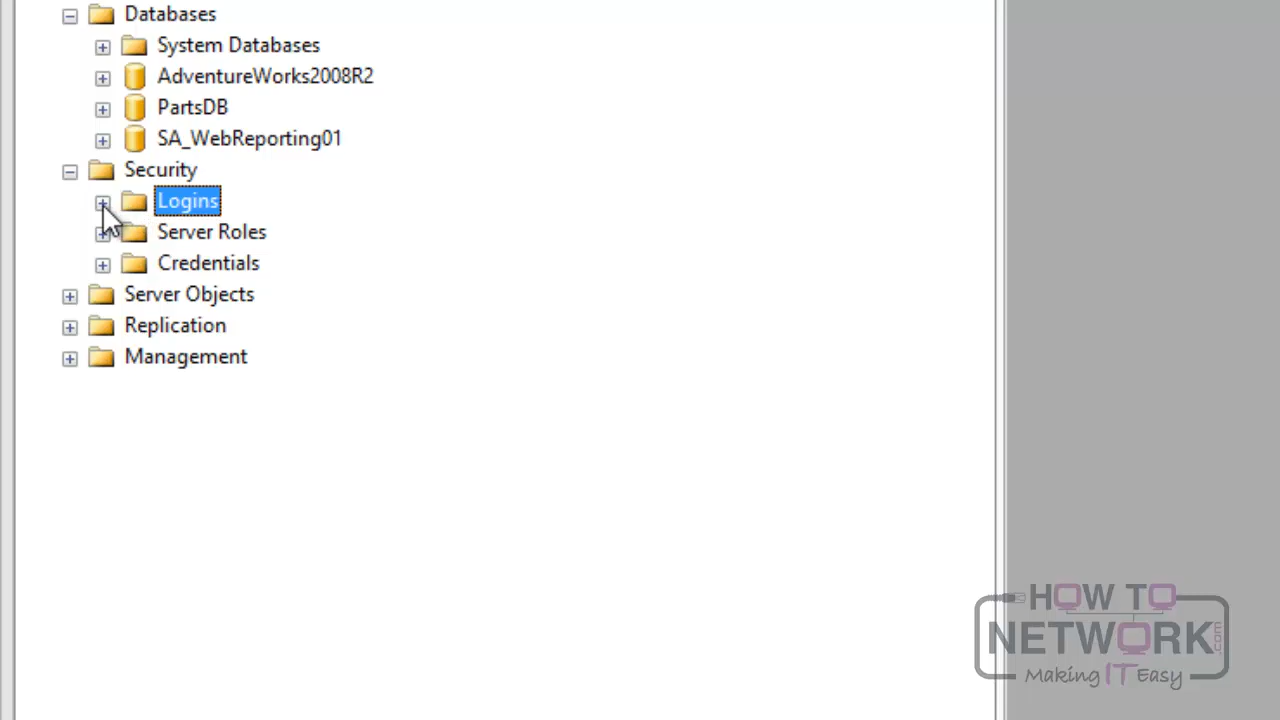 Databases
System Databases
AdventureWorks2008R2
PartsDB
SA_WebReporting01
Security
Logins
Server Roles
Credentials
Server Objects
Replication
Management
HOW TO
NETWORK.com
Making IT Easy